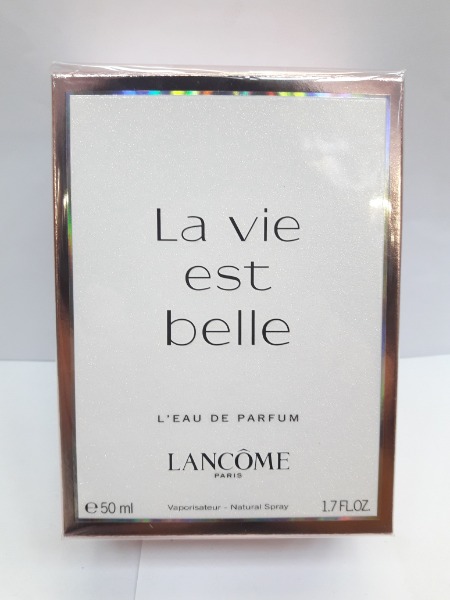 La vie
est
belle
L'EAU DE PARFUM
LANCÔME
PARIS
℮ 50 ml Vaporisateur - Natural Spray 1.7 FL.OZ.